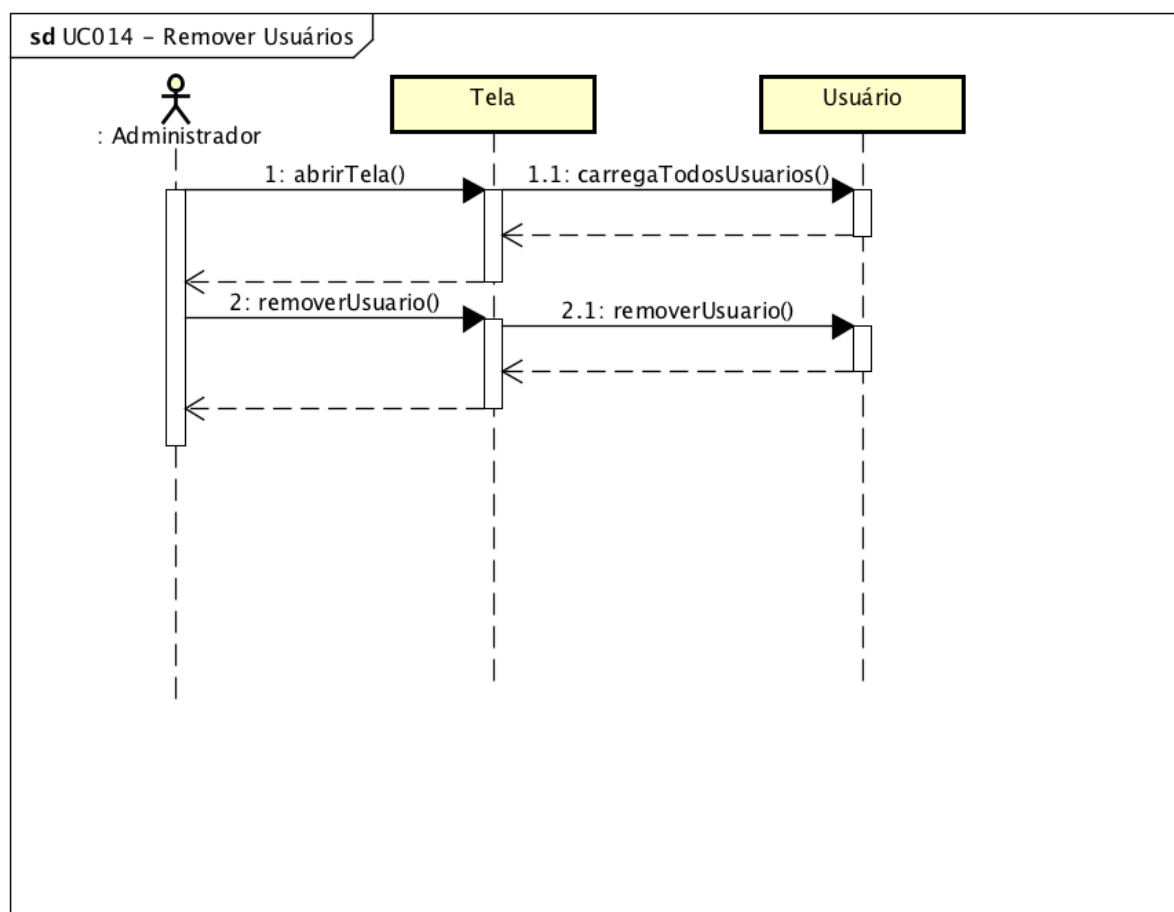 sd UC014 – Remover Usuários
: Administrador
Tela
Usuário
1: abrirTela()
1.1: carregaTodosUsuarios()
2: removerUsuario()
2.1: removerUsuario()